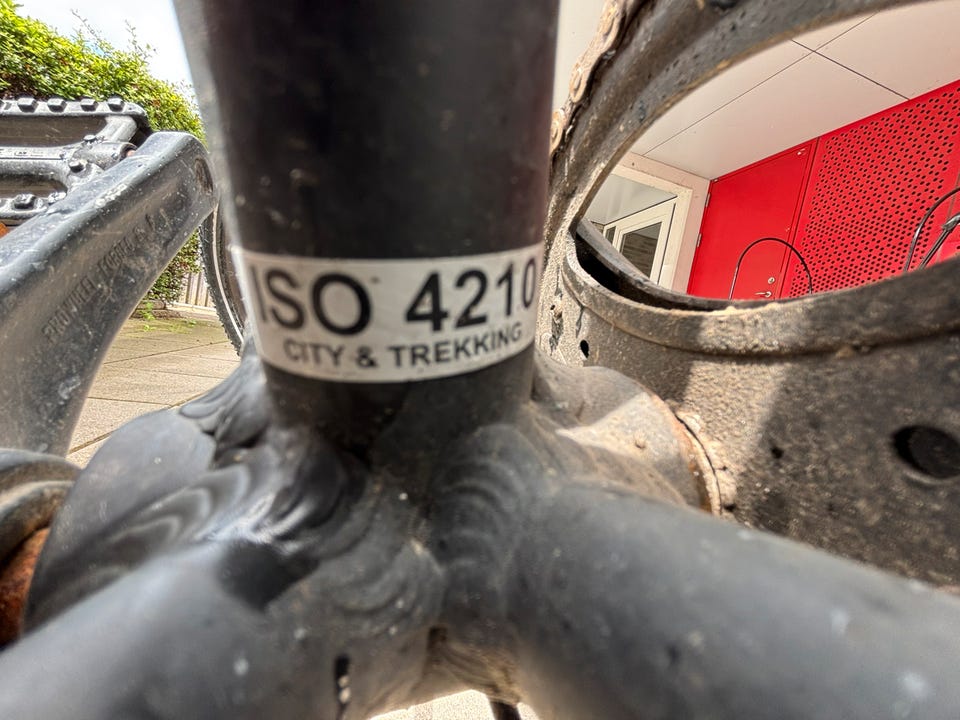 ISO 4210
CITY & TREKKING